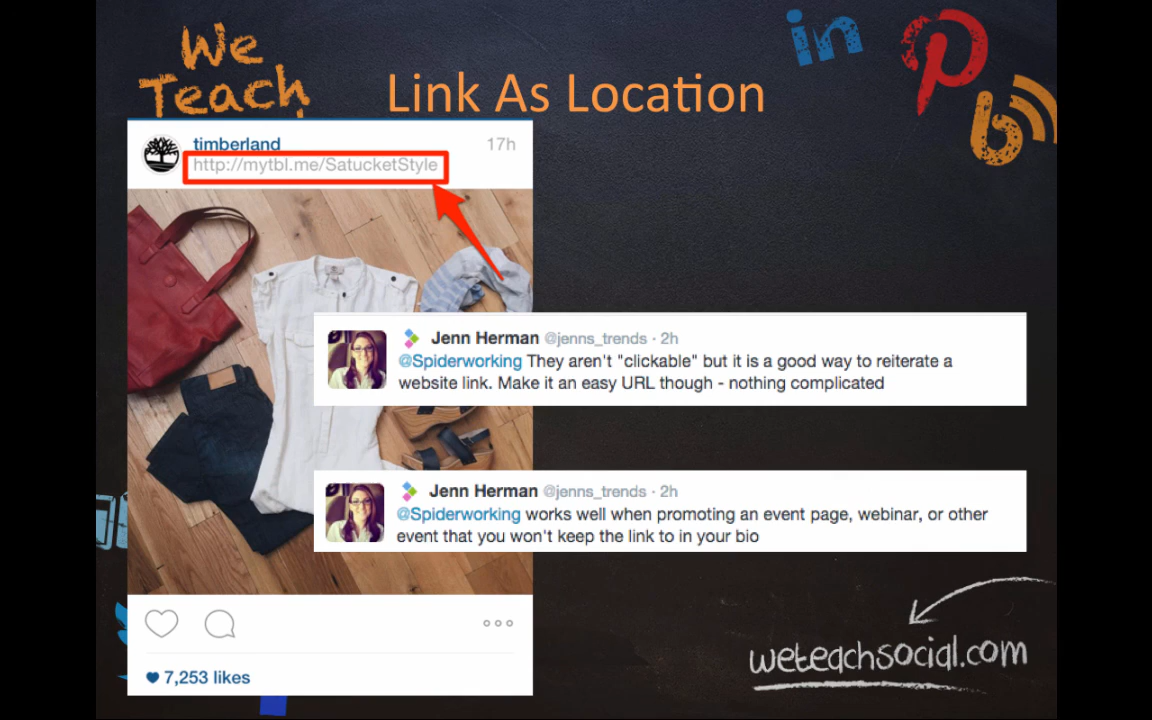 We
Teach
Link As Location
in
timberland
17h
http://mytbl.me/SatucketStyle
Jenn Herman @jenns_trends · 2h
@Spiderworking They aren't "clickable" but it is a good way to reiterate a
website link. Make it an easy URL though - nothing complicated
Jenn Herman @jenns_trends · 2h
@Spiderworking works well when promoting an event page, webinar, or other
event that you won't keep the link to in your bio
7,253 likes
weteachsocial.com